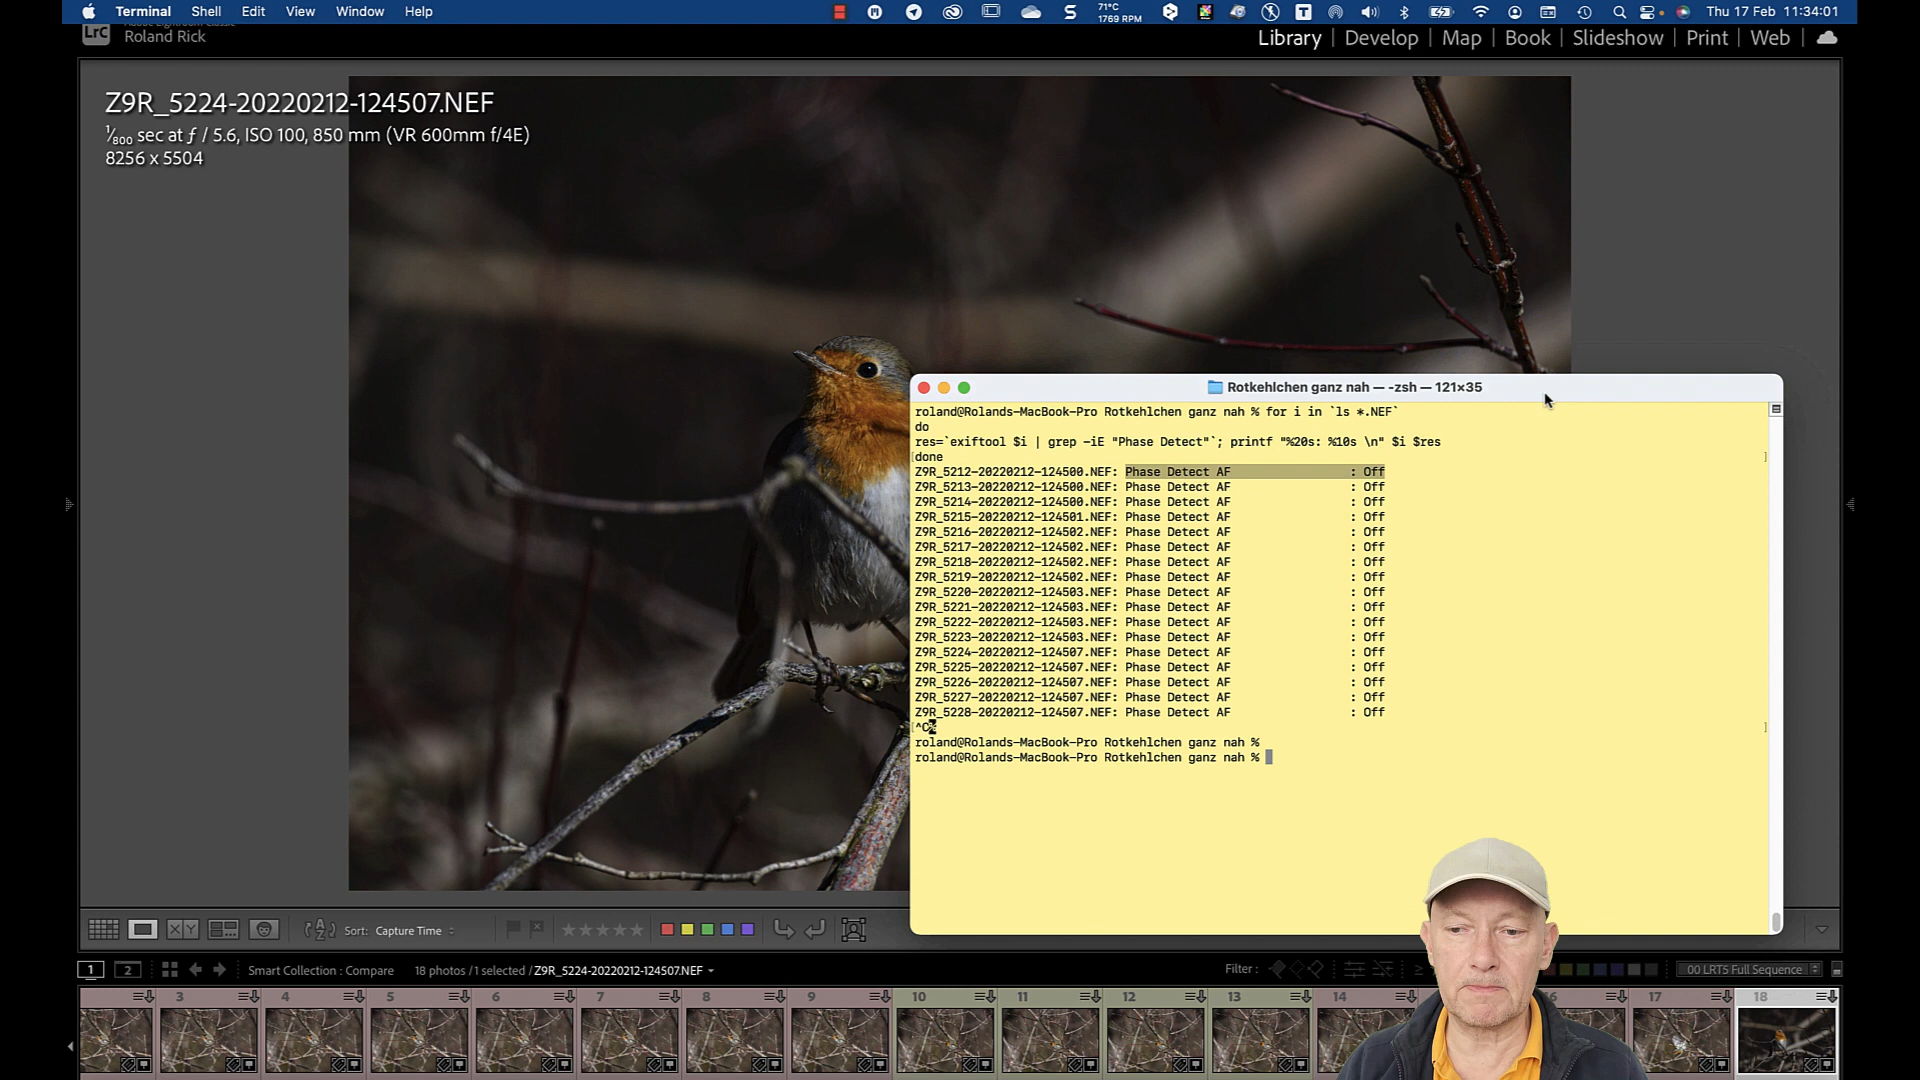 Terminal Shell Edit View Window Help
71°C
1769 RPM
Thu 17 Feb 11:34:01
LrC
Roland Rick
Library | Develop | Map | Book | Slideshow | Print | Web |
Z9R_5224-20220212-124507.NEF
1/800 sec at ƒ / 5.6, ISO 100, 850 mm (VR 600mm f/4E)
8256 x 5504
Rotkehlchen ganz nah — -zsh — 121×35
roland@Rolands-MacBook-Pro Rotkehlchen ganz nah % for i in `ls *.NEF`
do
res=`exiftool $i | grep -iE "Phase Detect"`; printf "%20s: %10s \n" $i $res
done
Z9R_5212-20220212-124500.NEF: Phase Detect AF : Off
Z9R_5213-20220212-124500.NEF: Phase Detect AF : Off
Z9R_5214-20220212-124500.NEF: Phase Detect AF : Off
Z9R_5215-20220212-124501.NEF: Phase Detect AF : Off
Z9R_5216-20220212-124502.NEF: Phase Detect AF : Off
Z9R_5217-20220212-124502.NEF: Phase Detect AF : Off
Z9R_5218-20220212-124502.NEF: Phase Detect AF : Off
Z9R_5219-20220212-124502.NEF: Phase Detect AF : Off
Z9R_5220-20220212-124503.NEF: Phase Detect AF : Off
Z9R_5221-20220212-124503.NEF: Phase Detect AF : Off
Z9R_5222-20220212-124503.NEF: Phase Detect AF : Off
Z9R_5223-20220212-124503.NEF: Phase Detect AF : Off
Z9R_5224-20220212-124507.NEF: Phase Detect AF : Off
Z9R_5225-20220212-124507.NEF: Phase Detect AF : Off
Z9R_5226-20220212-124507.NEF: Phase Detect AF : Off
Z9R_5227-20220212-124507.NEF: Phase Detect AF : Off
Z9R_5228-20220212-124507.NEF: Phase Detect AF : Off
^C%
roland@Rolands-MacBook-Pro Rotkehlchen ganz nah %
roland@Rolands-MacBook-Pro Rotkehlchen ganz nah %
XY Sort: Capture Time
1 2 Smart Collection : Compare 18 photos / 1 selected / Z9R_5224-20220212-124507.NEF Filter : 00 LRT5 Full Sequence
3 4 5 6 7 8 9 10 11 12 13 14 16 17 18